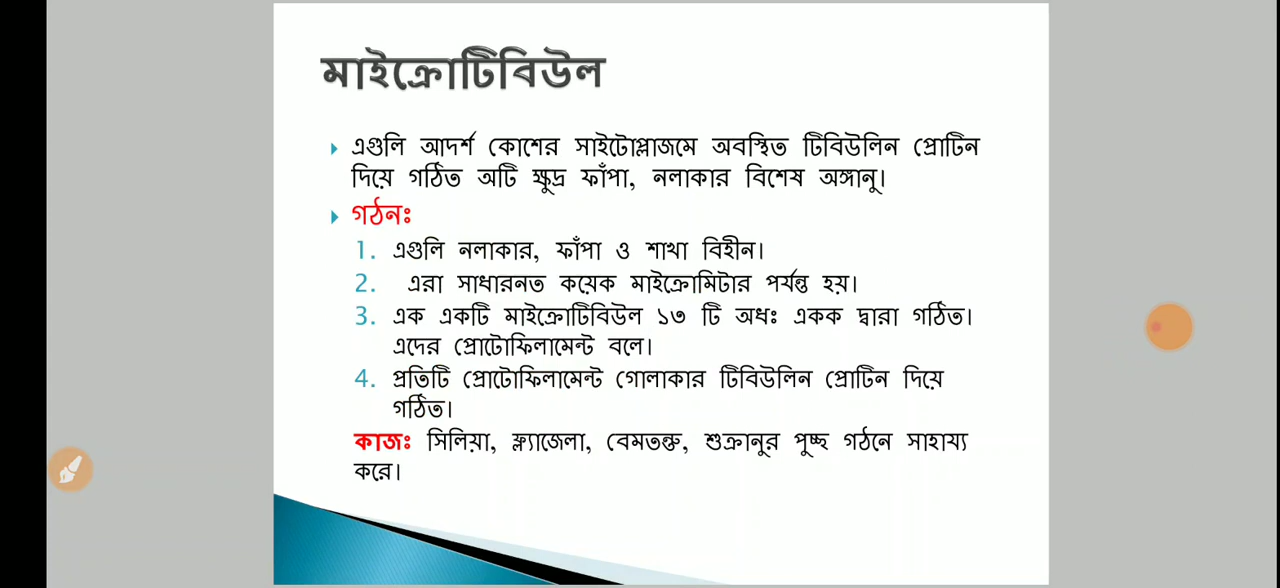 মাইক্রোটিবিউল
এগুলি আদর্শ কোশের সাইটোপ্লাজমে অবস্থিত টিবিউলিন প্রোটিন
দিয়ে গঠিত অটি ক্ষুদ্র ফাঁপা, নলাকার বিশেষ অঙ্গানু।
গঠনঃ
1. এগুলি নলাকার, ফাঁপা ও শাখা বিহীন।
2. এরা সাধারনত কয়েক মাইক্রোমিটার পর্যন্ত হয়।
3. এক একটি মাইক্রোটিবিউল ১৩ টি অধঃ একক দ্বারা গঠিত।
এদের প্রোটোফিলামেন্ট বলে।
4. প্রতিটি প্রোটোফিলামেন্ট গোলাকার টিবিউলিন প্রোটিন দিয়ে
গঠিত।
কাজঃ সিলিয়া, ফ্ল্যাজেলা, বেমতন্তু, শুক্রানুর পুচ্ছ গঠনে সাহায্য
করে।